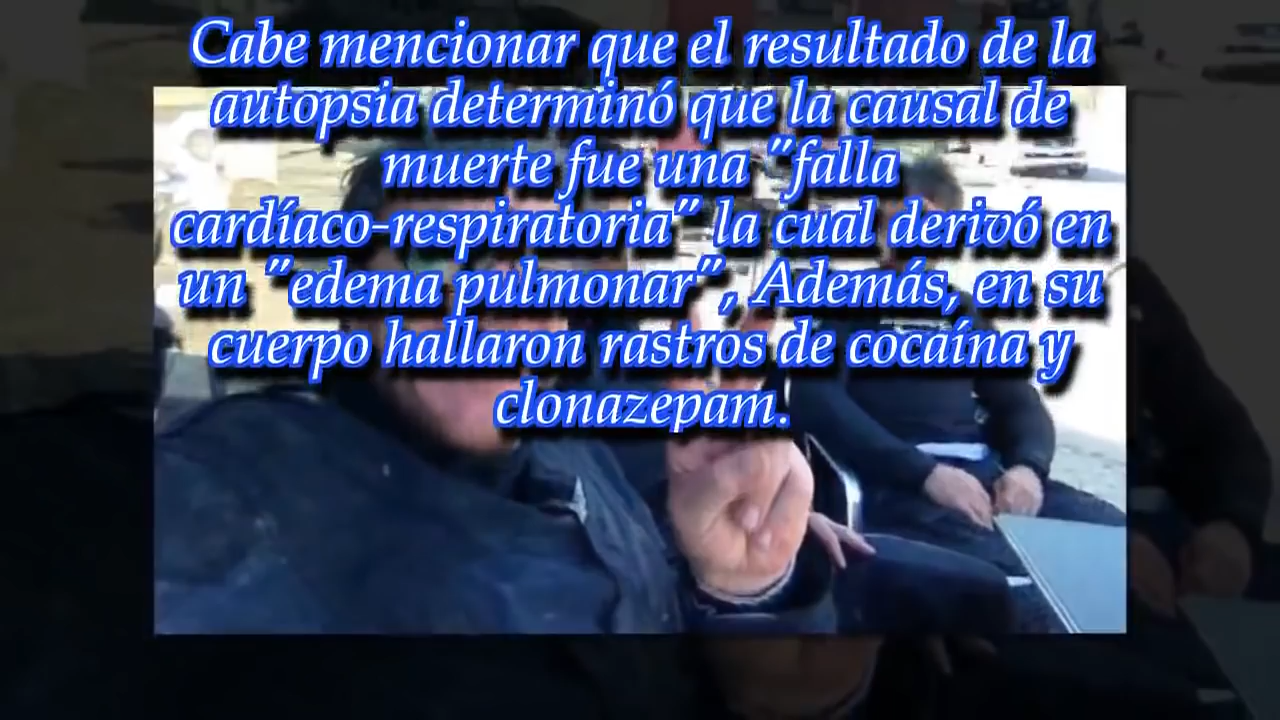 Cabe mencionar que el resultado de la
autopsia determinó que la causal de
muerte fue una "falla
cardíaco-respiratoria" la cual derivó en
un "edema pulmonar", Además, en su
cuerpo hallaron rastros de cocaína y
clonazepam.